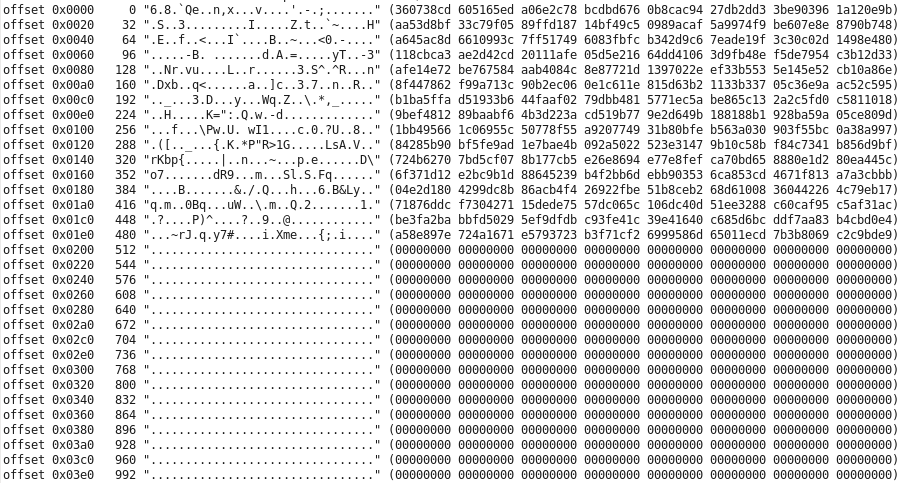 offset 0x0000 0 "6.8.`Qe..n,x...v....'.-.;......." (360738cd 605165ed a06e2c78 bcdbd676 0b8cac94 27db2dd3 3be90396 1a120e9b)
offset 0x0020 32 ".S..3.........I.....Z.t..`~....H" (aa53d8bf 33c79f05 89ffd187 14bf49c5 0989acaf 5a9974f9 be607e8e 8790b748)
offset 0x0040 64 ".E..f..<...I`....B..~...<0.-...." (a645ac8d 6610993c 7ff51749 6083fbfc b342d9c6 7eade19f 3c30c02d 1498e480)
offset 0x0060 96 ".....-B. .......d.A.=.....yT..-3" (118cbca3 ae2d42cd 20111afe 05d5e216 64dd4106 3d9fb48e f5de7954 c3b12d33)
offset 0x0080 128 "..Nr.vu....L..r......3.S^.^R...n" (afe14e72 be767584 aab4084c 8e87721d 1397022e ef33b553 5e145e52 cb10a86e)
offset 0x00a0 160 ".Dxb..q<......a..]c..3.7..n..R.." (8f447862 f99a713c 90b2ec06 0e1c611e 815d63b2 1133b337 05c36e9a ac52c595)
offset 0x00c0 192 ".._...3.D...y...Wq.Z..\.*,_....." (b1ba5ffa d51933b6 44faaf02 79dbb481 5771ec5a be865c13 2a2c5fd0 c5811018)
offset 0x00e0 224 "..H.....K=":..Q.w.-d............" (9bef4812 89baabf6 4b3d223a cd519b77 9e2d649b 188188b1 928ba59a 05ce809d)
offset 0x0100 256 "...f...\Pw.U. wI1....c.0.?U..8.." (1bb49566 1c06955c 50778f55 a9207749 31b80bfe b563a030 903f55bc 0a38a997)
offset 0x0120 288 ".([.._...{.K.*P"R>1G.....LsA.V.." (84285b90 bf5fe9ad 1e7bae4b 092a5022 523e3147 9b10c58b f84c7341 b856d9bf)
offset 0x0140 320 "rKbp{.....|..n...~...p.e......D\" (724b6270 7bd5cf07 8b177cb5 e26e8694 e77e8fef ca70bd65 8880e1d2 80ea445c)
offset 0x0160 352 "o7.......dR9...m...Sl.S.Fq......" (6f371d12 e2bc9b1d 88645239 b4f2bb6d ebb90353 6ca853cd 4671f813 a7a3cbbb)
offset 0x0180 384 "....B.......&./.Q...h...6.B&Ly.." (04e2d180 4299dc8b 86acb4f4 26922fbe 51b8ceb2 68d61008 36044226 4c79eb17)
offset 0x01a0 416 "q.m..0Bq...uW..\.m..Q.2.......1." (71876ddc f7304271 15dede75 57dc065c 106dc40d 51ee3288 c60caf95 c5af31ac)
offset 0x01c0 448 ".?....P)^....?..9..@............" (be3fa2ba bbfd5029 5ef9dfdb c93fe41c 39e41640 c685d6bc ddf7aa83 b4cbd0e4)
offset 0x01e0 480 "...~rJ.q.y7#....i.Xme...{;.i...." (a58e897e 724a1671 e5793723 b3f71cf2 6999586d 65011ecd 7b3b8069 c2c9bde9)
offset 0x0200 512 "................................" (00000000 00000000 00000000 00000000 00000000 00000000 00000000 00000000)
offset 0x0220 544 "................................" (00000000 00000000 00000000 00000000 00000000 00000000 00000000 00000000)
offset 0x0240 576 "................................" (00000000 00000000 00000000 00000000 00000000 00000000 00000000 00000000)
offset 0x0260 608 "................................" (00000000 00000000 00000000 00000000 00000000 00000000 00000000 00000000)
offset 0x0280 640 "................................" (00000000 00000000 00000000 00000000 00000000 00000000 00000000 00000000)
offset 0x02a0 672 "................................" (00000000 00000000 00000000 00000000 00000000 00000000 00000000 00000000)
offset 0x02c0 704 "................................" (00000000 00000000 00000000 00000000 00000000 00000000 00000000 00000000)
offset 0x02e0 736 "................................" (00000000 00000000 00000000 00000000 00000000 00000000 00000000 00000000)
offset 0x0300 768 "................................" (00000000 00000000 00000000 00000000 00000000 00000000 00000000 00000000)
offset 0x0320 800 "................................" (00000000 00000000 00000000 00000000 00000000 00000000 00000000 00000000)
offset 0x0340 832 "................................" (00000000 00000000 00000000 00000000 00000000 00000000 00000000 00000000)
offset 0x0360 864 "................................" (00000000 00000000 00000000 00000000 00000000 00000000 00000000 00000000)
offset 0x0380 896 "................................" (00000000 00000000 00000000 00000000 00000000 00000000 00000000 00000000)
offset 0x03a0 928 "................................" (00000000 00000000 00000000 00000000 00000000 00000000 00000000 00000000)
offset 0x03c0 960 "................................" (00000000 00000000 00000000 00000000 00000000 00000000 00000000 00000000)
offset 0x03e0 992 "................................" (00000000 00000000 00000000 00000000 00000000 00000000 00000000 00000000)